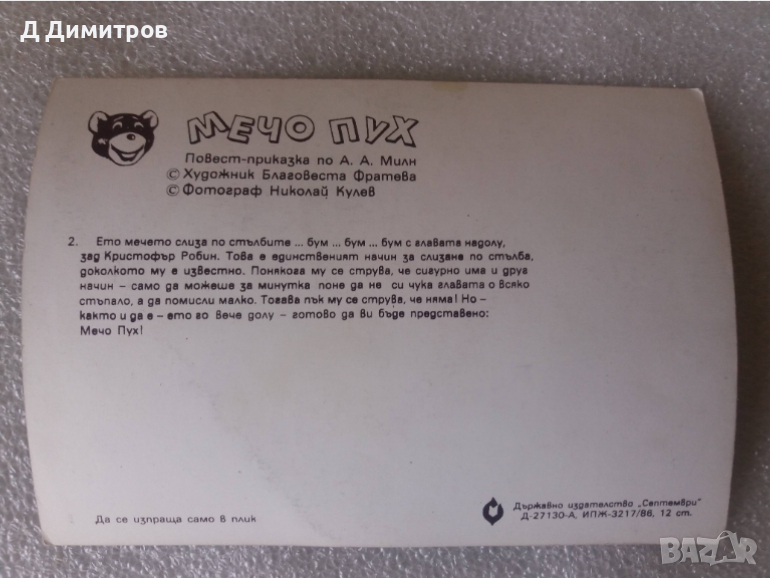 Д Димитров
МЕЧО ПУХ
Повест-приказка по А. А. Милн
© Художник Благовеста Фратева
© Фотограф Николай Кулев
2. Ето мечето слиза по стълбите ... бум ... бум ... бум с главата надолу,
зад Кристофър Робин. Това е единственият начин за слизане по стълба,
доколкото му е известно. Понякога му се струва, че сигурно има и друг
начин – само да можеше за минутка поне да не си чука главата о всяко
стъпало, а да помисли малко. Тогава пък му се струва, че няма! Но –
както и да е – ето го вече долу – готово да ви бъде представено:
Мечо Пух!
Да се изпраща само в плик
Държавно издателство „Септември"
Д-27130-А, ИПЖ-3217/86, 12 ст.
BAZAR